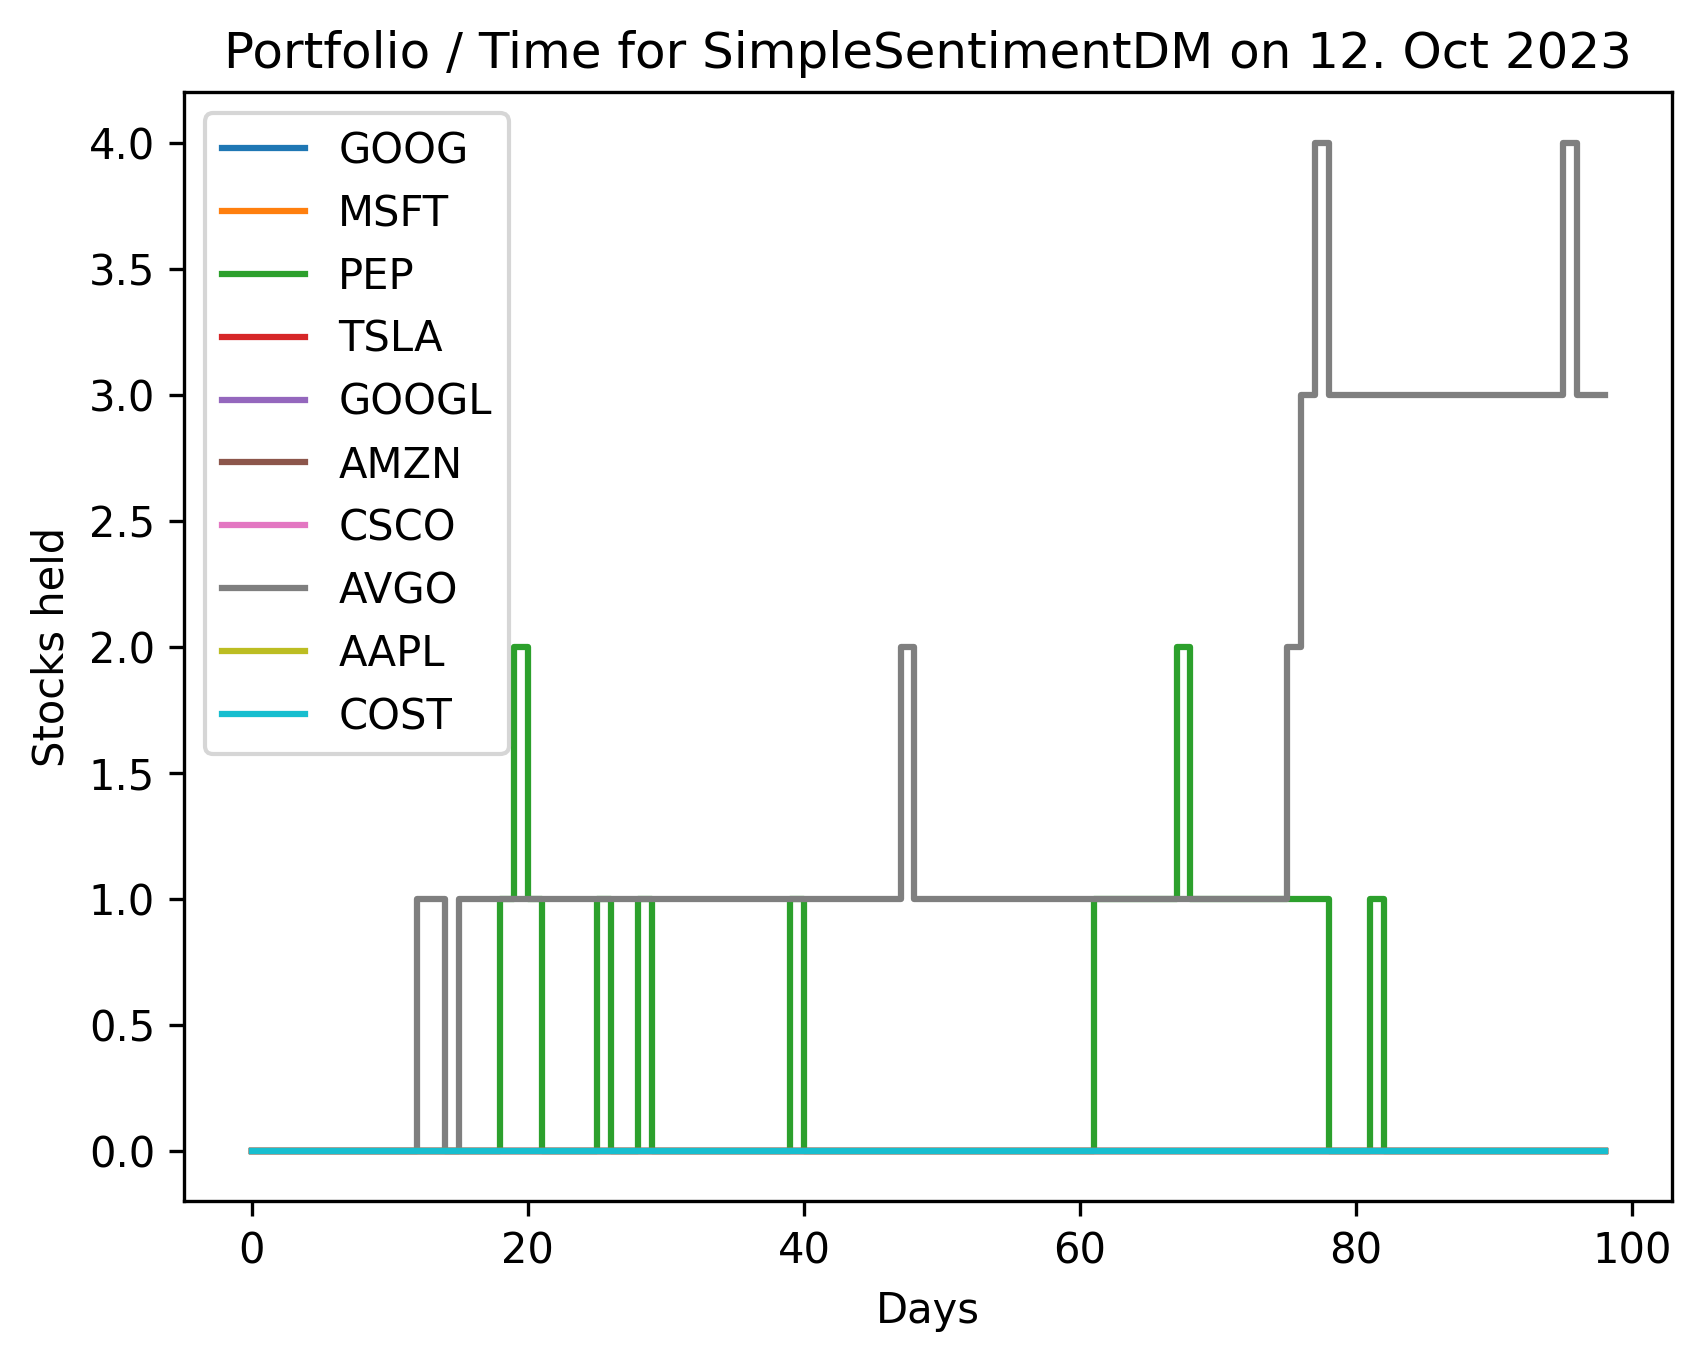 Portfolio / Time for SimpleSentimentDM on 12. Oct 2023
4.0
3.5
3.0
2.5
2.0
1.5
1.0
0.5
0.0
Stocks held
GOOG
MSFT
PEP
TSLA
GOOGL
AMZN
CSCO
AVGO
AAPL
COST
0 20 40 60 80 100
Days